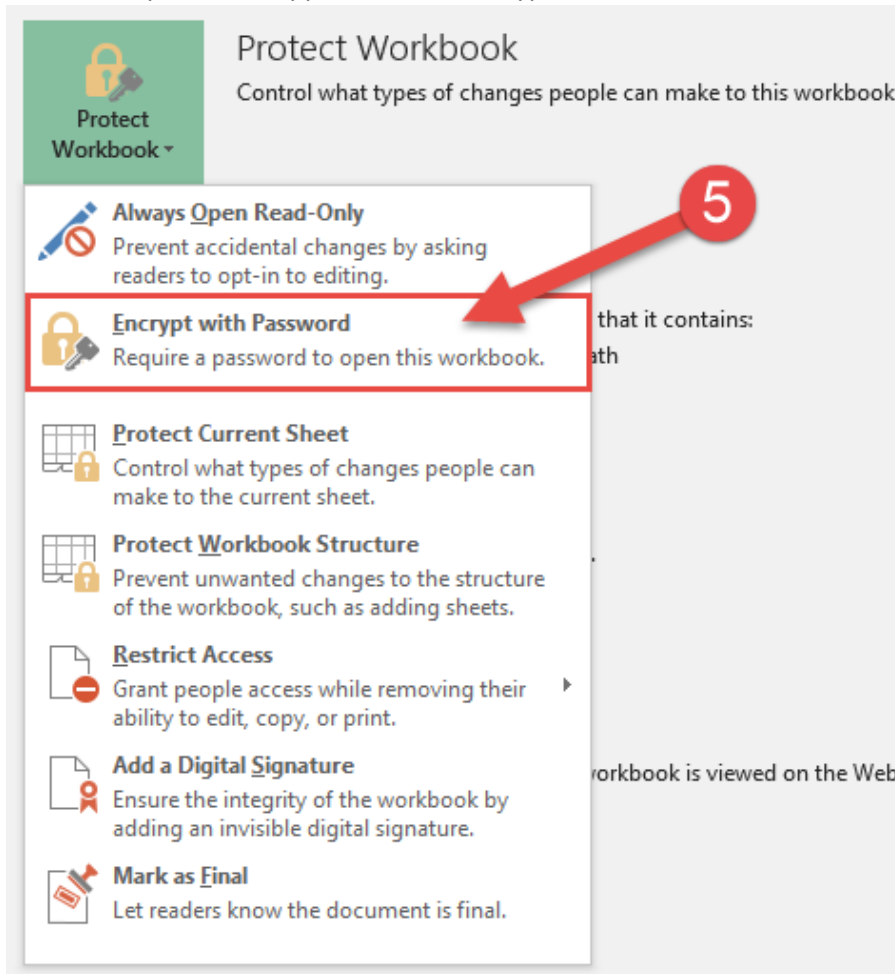 Protect Workbook
Control what types of changes people can make to this workbook
Protect
Workbook
5
Always Open Read-Only
Prevent accidental changes by asking
readers to opt-in to editing.
Encrypt with Password
Require a password to open this workbook.
that it contains:
ath
Protect Current Sheet
Control what types of changes people can
make to the current sheet.
Protect Workbook Structure
Prevent unwanted changes to the structure
of the workbook, such as adding sheets.
Restrict Access
Grant people access while removing their
ability to edit, copy, or print.
Add a Digital Signature
Ensure the integrity of the workbook by
adding an invisible digital signature.
workbook is viewed on the Web
Mark as Final
Let readers know the document is final.